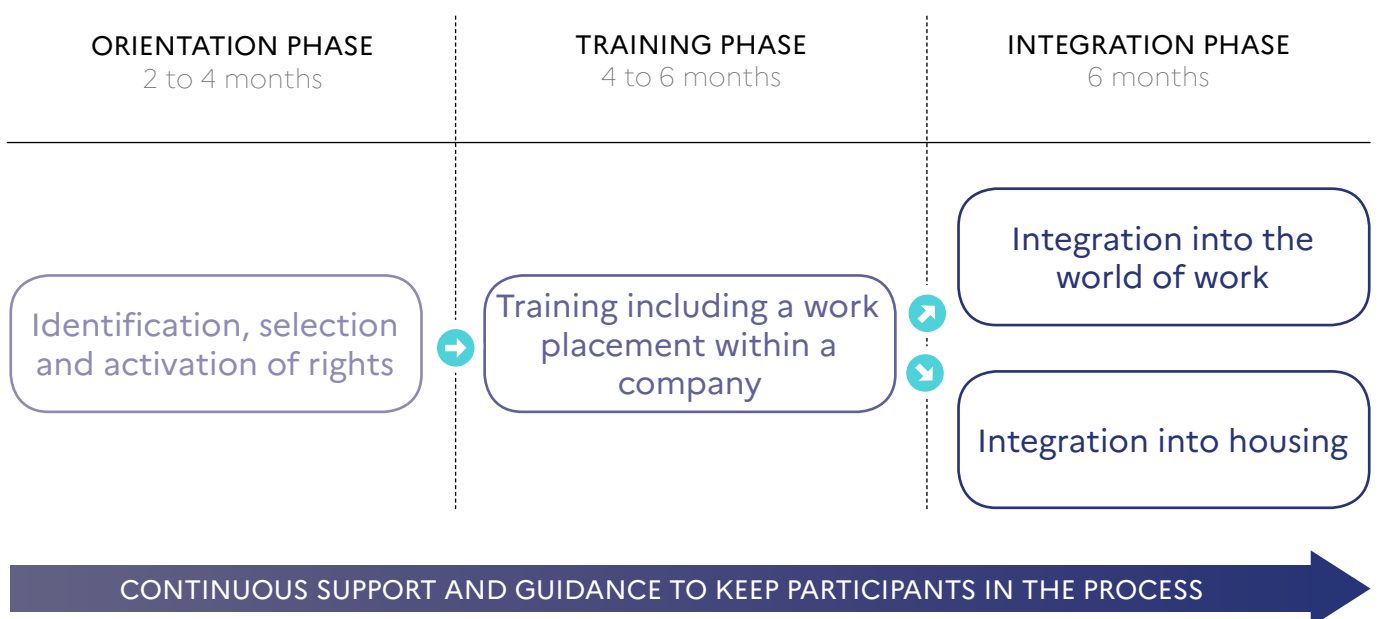 ORIENTATION PHASE
2 to 4 months
TRAINING PHASE
4 to 6 months
INTEGRATION PHASE
6 months
Identification, selection
and activation of rights
Training including a work
placement within a
company
Integration into the
world of work
Integration into housing
CONTINUOUS SUPPORT AND GUIDANCE TO KEEP PARTICIPANTS IN THE PROCESS